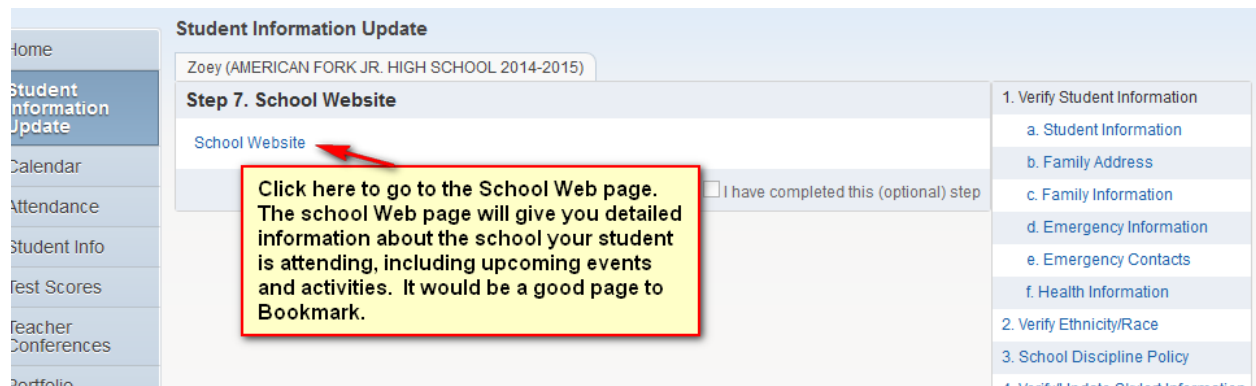 Student Information Update
Home
Student
Information
Update
Calendar
Attendance
Student Info
Test Scores
Teacher
Conferences
Portfolio
Zoey (AMERICAN FORK JR. HIGH SCHOOL 2014-2015)
Step 7. School Website
School Website
Click here to go to the School Web page.
The school Web page will give you detailed
information about the school your student
is attending, including upcoming events
and activities. It would be a good page to
Bookmark.
I have completed this (optional) step
1. Verify Student Information
a. Student Information
b. Family Address
c. Family Information
d. Emergency Information
e. Emergency Contacts
f. Health Information
2. Verify Ethnicity/Race
3. School Discipline Policy